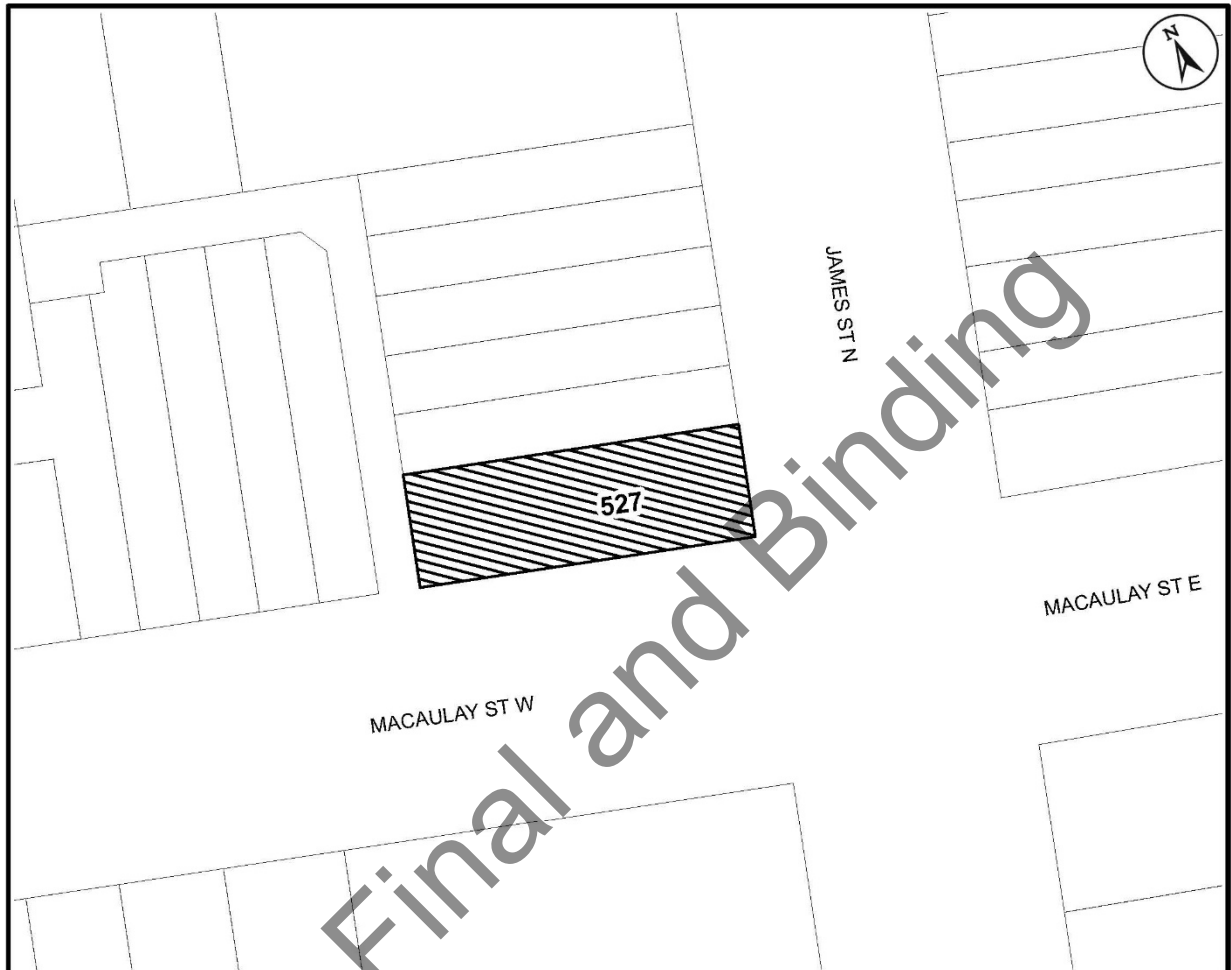 N
JAMES ST N
527
MACAULAY ST E
MACAULAY ST W
Final and Binding